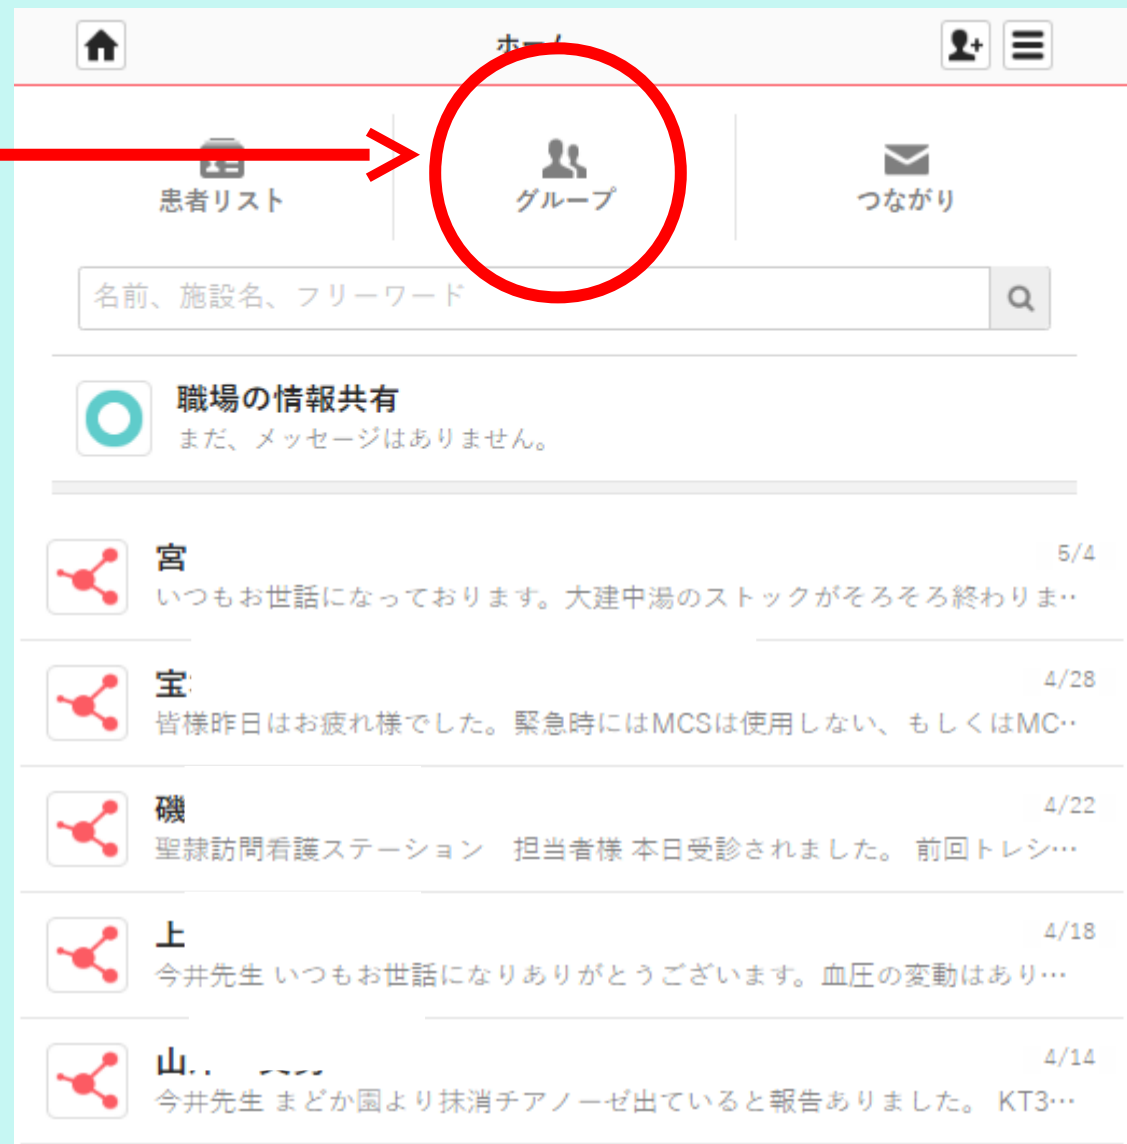 ホーム
患者リスト
グループ
つながり
名前、施設名、フリーワード
職場の情報共有
まだ、メッセージはありません。
宮
5/4
いつもお世話になっております。大建中湯のストックがそろそろ終わりま…
宝
4/28
皆様昨日はお疲れ様でした。緊急時にはMCSは使用しない、もしくはMC…
磯
4/22
聖隷訪問看護ステーション　担当者様 本日受診されました。 前回トレシ…
上
4/18
今井先生 いつもお世話になりありがとうございます。血圧の変動はあり…
山
4/14
今井先生 まどか園より抹消チアノーゼ出ていると報告ありました。 KT3…